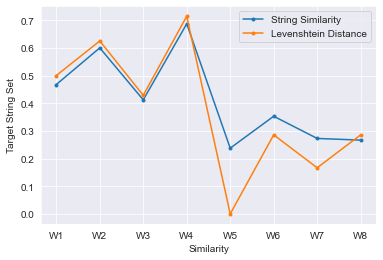 String Similarity
Levenshtein Distance
0.7
0.6
0.5
0.4
0.3
0.2
0.1
0.0
Target String Set
W1 W2 W3 W4 W5 W6 W7 W8
Similarity